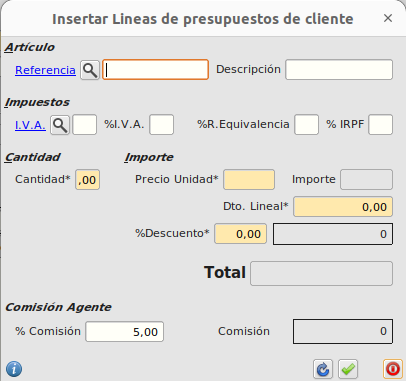 Insertar Lineas de presupuestos de cliente
Artículo
Referencia Descripción
Impuestos
I.V.A. %I.V.A. %R.Equivalencia % IRPF
Cantidad Importe
Cantidad* ,00 Precio Unidad* Importe
Dto. Lineal* 0,00
%Descuento* 0,00 0
Total
Comisión Agente
% Comisión 5,00 Comisión 0